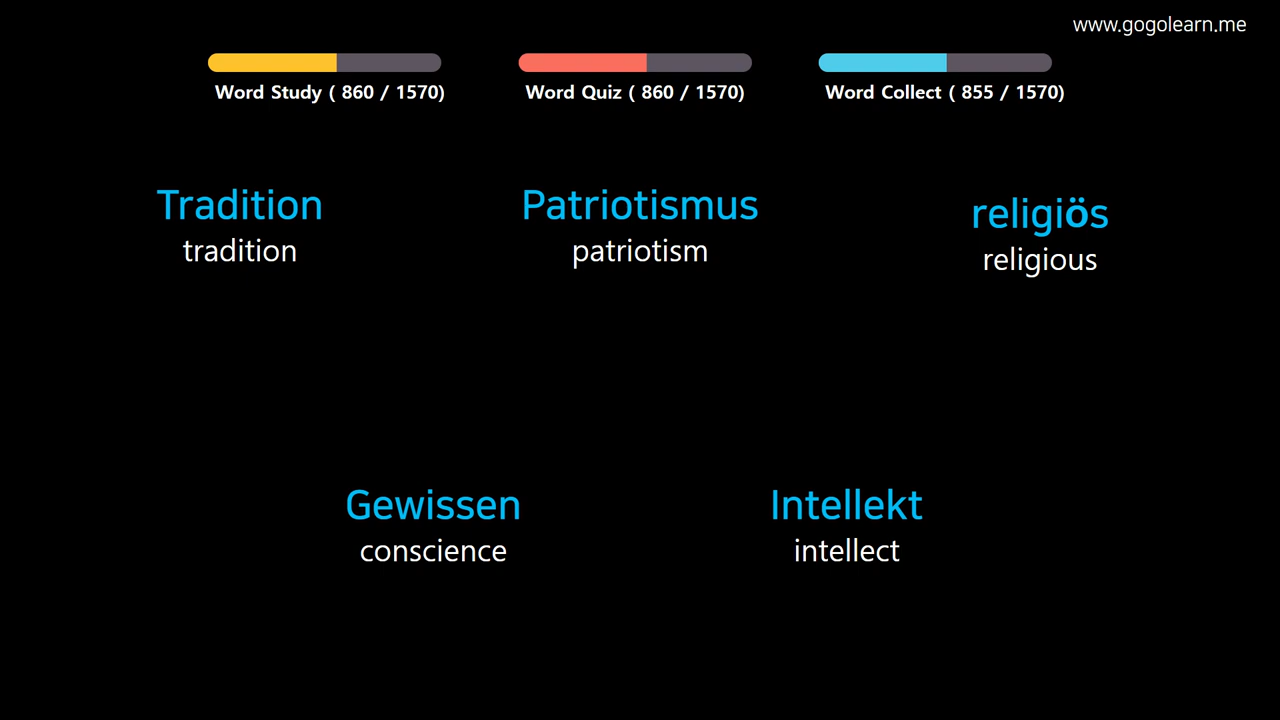 www.gogolearn.me
Word Study ( 860 / 1570)
Word Quiz ( 860 / 1570)
Word Collect ( 855 / 1570)
Tradition
tradition
Patriotismus
patriotism
religiös
religious
Gewissen
conscience
Intellekt
intellect